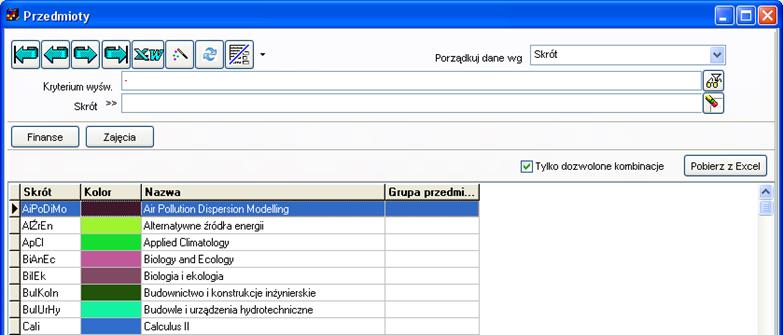 Przedmioty
X:W
Porządkuj dane wg Skrót
Kryterium wyśw. .
Skrót >>
Finanse Zajęcia
Tylko dozwolone kombinacje Pobierz z Excel
Skrót Kolor Nazwa Grupa przedmi...
AiPoDiMo Air Pollution Dispersion Modelling
AlŹrEn Alternatywne źródła energii
ApCl Applied Climatology
BiAnEc Biology and Ecology
BiIEk Biologia i ekologia
BuIKoIn Budownictwo i konstrukcje inżynierskie
BuIUrHy Budowle i urządzenia hydrotechniczne
CaIi Calculus II